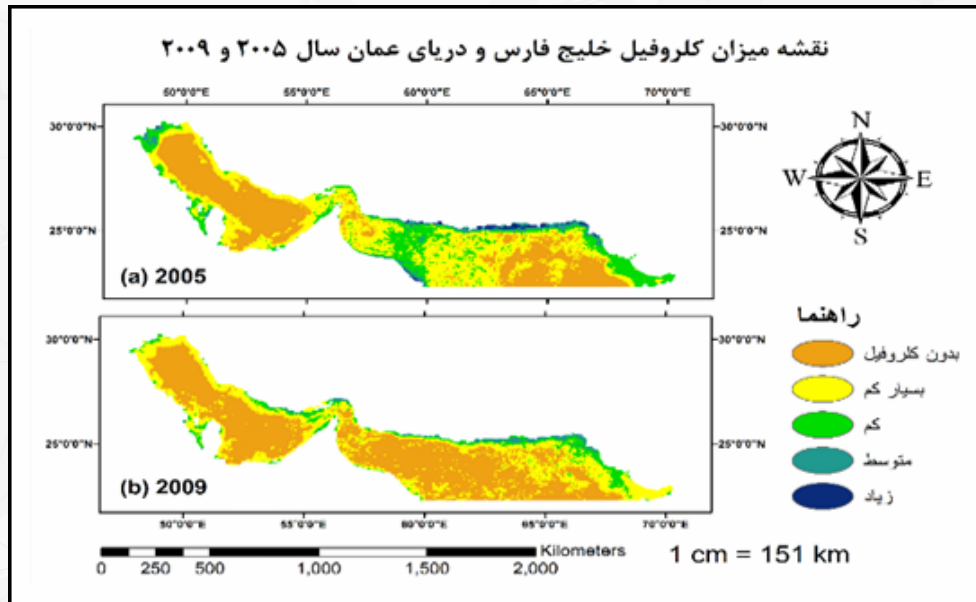 نقشه میزان کلروفیل خلیج فارس و دریای عمان سال ۲۰۰۵ و ۲۰۰۹
50°0'0"E 55°0'0"E 60°0'0"E 65°0'0"E 70°0'0"E
30°0'0"N 30°0'0"N
25°0'0"N 25°0'0"N
(a) 2005
30°0'0"N 30°0'0"N
25°0'0"N 25°0'0"N
(b) 2009
50°0'0"E 55°0'0"E 60°0'0"E 65°0'0"E 70°0'0"E
N
W E
S
راهنما
بدون کلروفیل
بسیار کم
کم
متوسط
زیاد
Kilometers
0 250 500 1,000 1,500 2,000
1 cm = 151 km